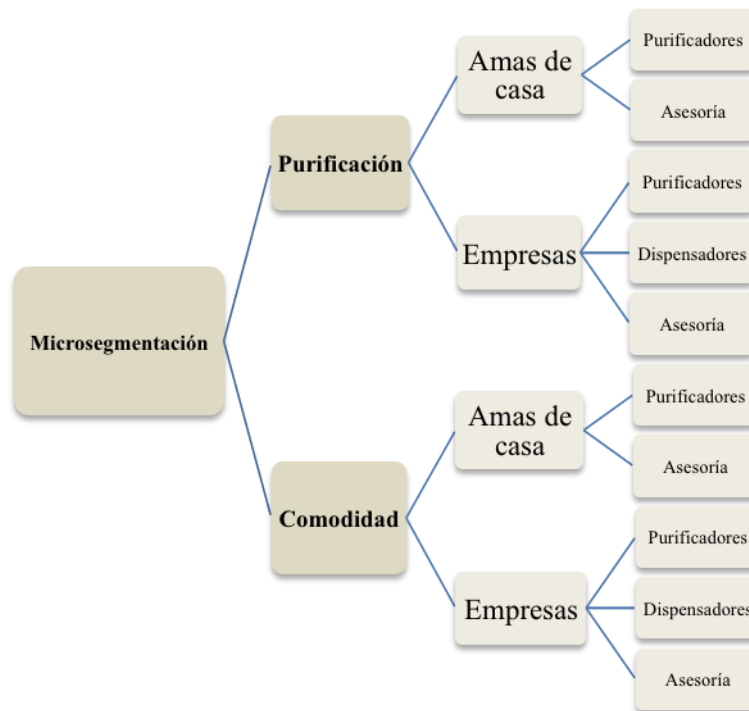 Microsegmentación
Purificación
Amas de
casa
Purificadores
Asesoría
Empresas
Purificadores
Dispensadores
Asesoría
Comodidad
Amas de
casa
Purificadores
Asesoría
Empresas
Purificadores
Dispensadores
Asesoría